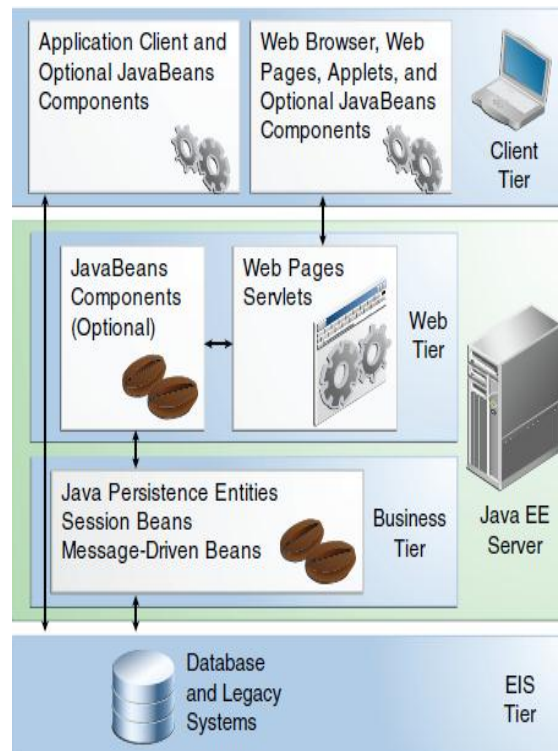 Application Client and
Optional JavaBeans
Components
Web Browser, Web
Pages, Applets, and
Optional JavaBeans
Components
Client
Tier
JavaBeans
Components
(Optional)
Web Pages
Servlets
Web
Tier
Java Persistence Entities
Session Beans
Message-Driven Beans
Business
Tier
Java EE
Server
Database
and Legacy
Systems
EIS
Tier